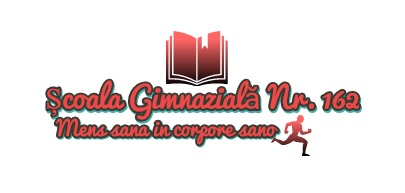 Școala Gimnazială Nr. 162
Mens sana in corpore sano